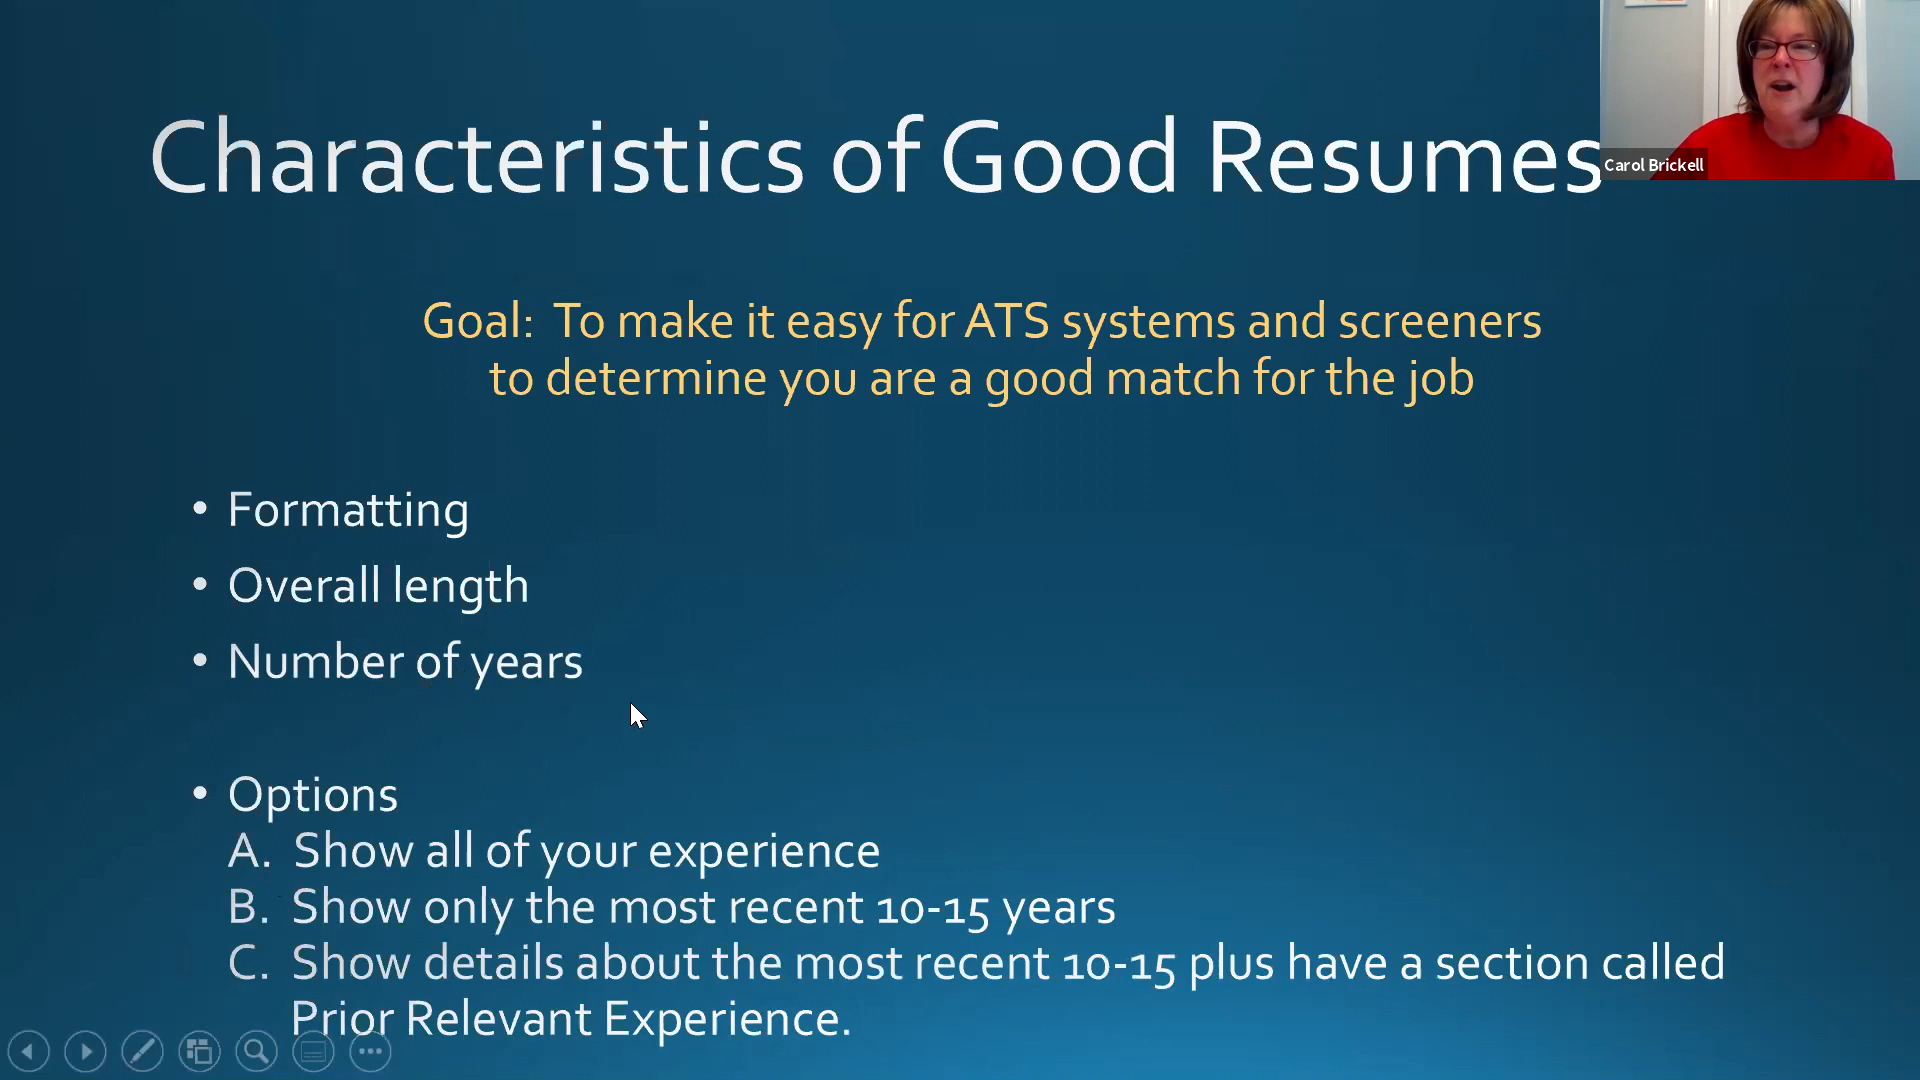 Characteristics of Good Resumes
Carol Brickell
Goal: To make it easy for ATS systems and screeners
to determine you are a good match for the job
• Formatting
• Overall length
• Number of years
• Options
A. Show all of your experience
B. Show only the most recent 10-15 years
C. Show details about the most recent 10-15 plus have a section called
Prior Relevant Experience.